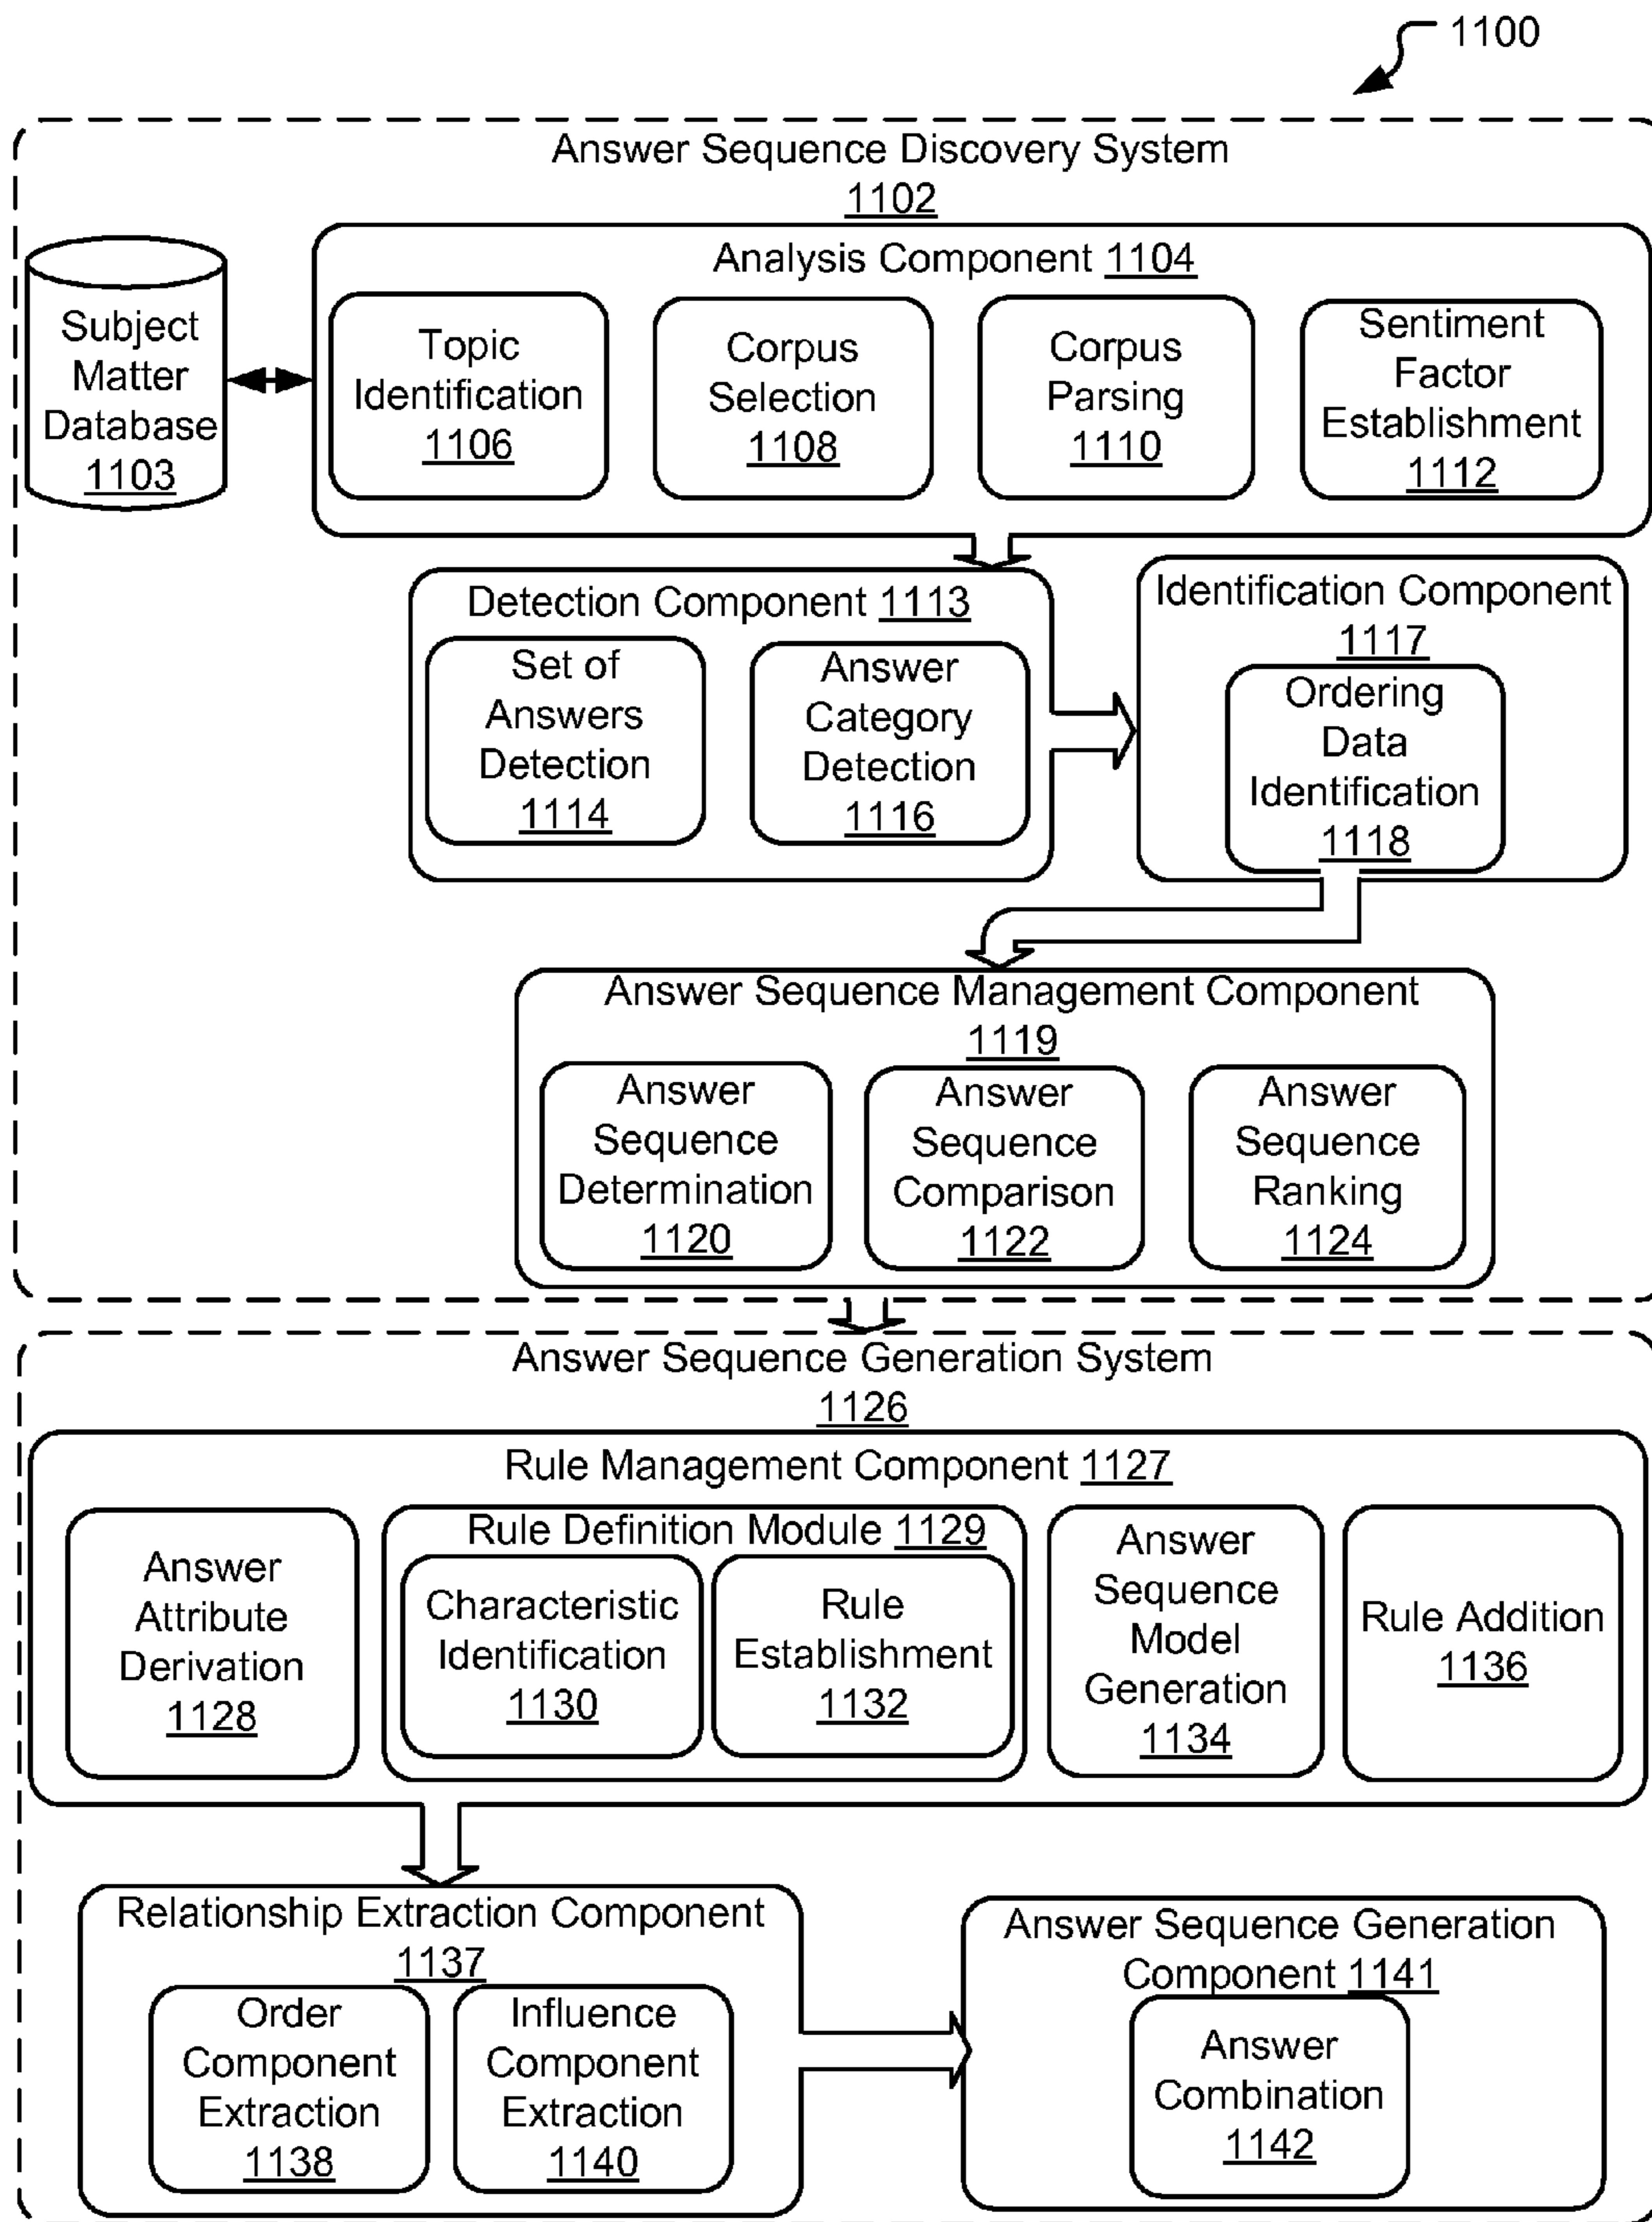 1100
Answer Sequence Discovery System
1102
Subject
Matter
Database
1103
Analysis Component 1104
Topic
Identification
1106
Corpus
Selection
1108
Corpus
Parsing
1110
Sentiment
Factor
Establishment
1112
Detection Component 1113
Set of
Answers
Detection
1114
Answer
Category
Detection
1116
Identification Component
1117
Ordering
Data
Identification
1118
Answer Sequence Management Component
1119
Answer
Sequence
Determination
1120
Answer
Sequence
Comparison
1122
Answer
Sequence
Ranking
1124
Answer Sequence Generation System
1126
Rule Management Component 1127
Answer
Attribute
Derivation
1128
Rule Definition Module 1129
Characteristic
Identification
1130
Rule
Establishment
1132
Answer
Sequence
Model
Generation
1134
Rule Addition
1136
Relationship Extraction Component
1137
Order
Component
Extraction
1138
Influence
Component
Extraction
1140
Answer Sequence Generation
Component 1141
Answer
Combination
1142